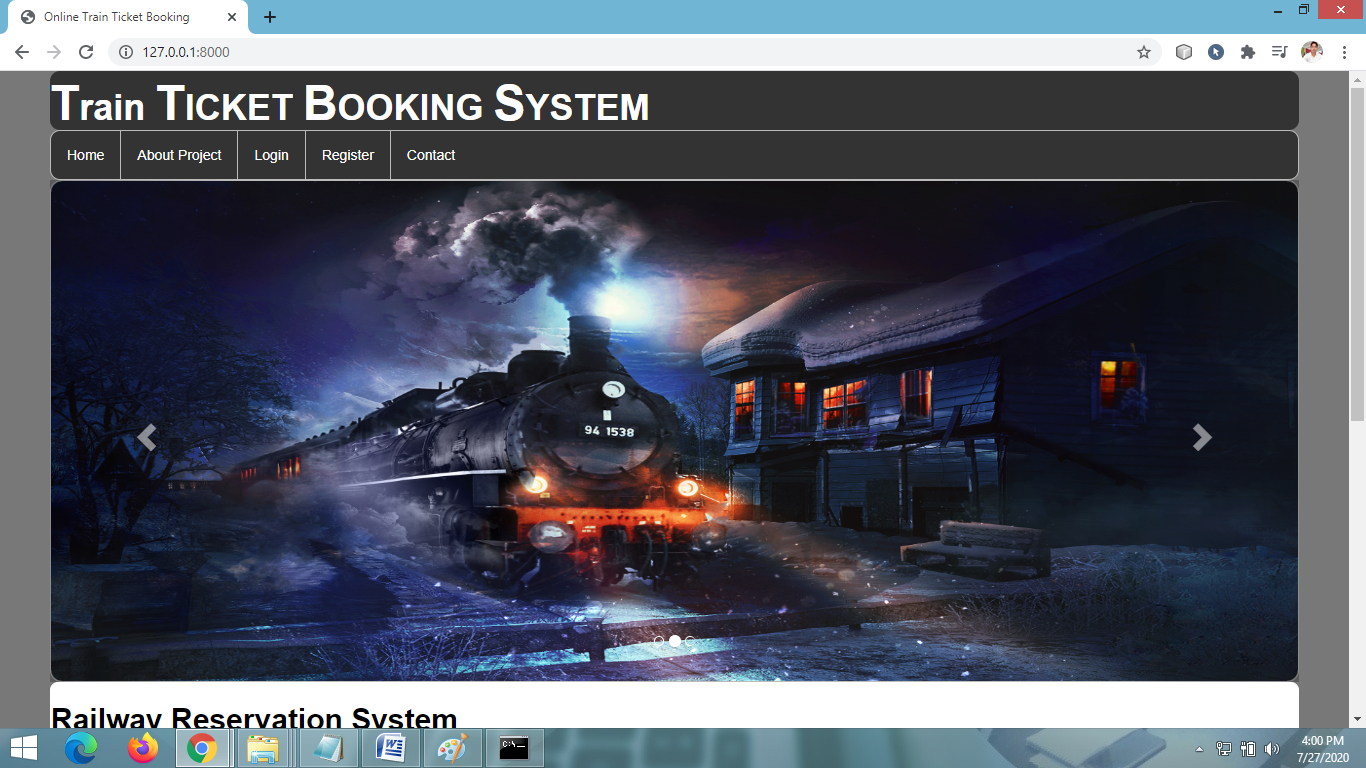 Online Train Ticket Booking
127.0.0.1:8000
Train TICKET BOOKING SYSTEM
Home About Project Login Register Contact
94 1538
Railway Reservation System
C:\
4:00 PM
7/27/2020